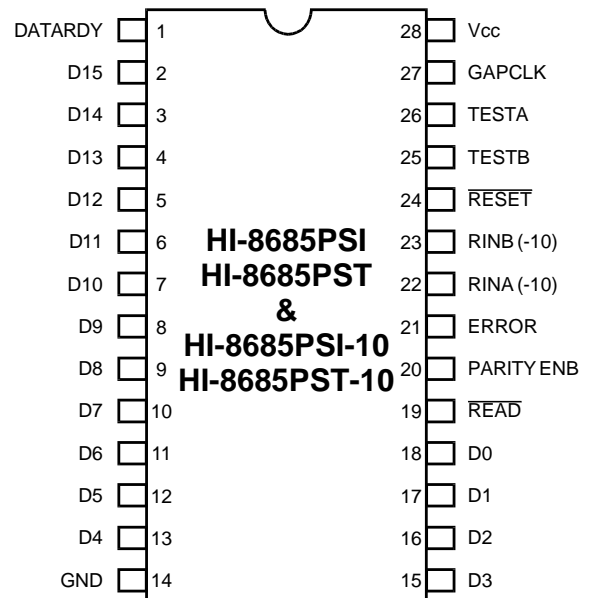 DATARDY 1 28 Vcc
D15 2 27 GAPCLK
D14 3 26 TESTA
D13 4 25 TESTB
D12 5 24 RESET
D11 6 HI-8685PSI 23 RINB (-10)
D10 7 HI-8685PST 22 RINA (-10)
&
D9 8 21 ERROR
HI-8685PSI-10
D8 9 HI-8685PST-10 20 PARITY ENB
D7 10 19 READ
D6 11 18 D0
D5 12 17 D1
D4 13 16 D2
GND 14 15 D3